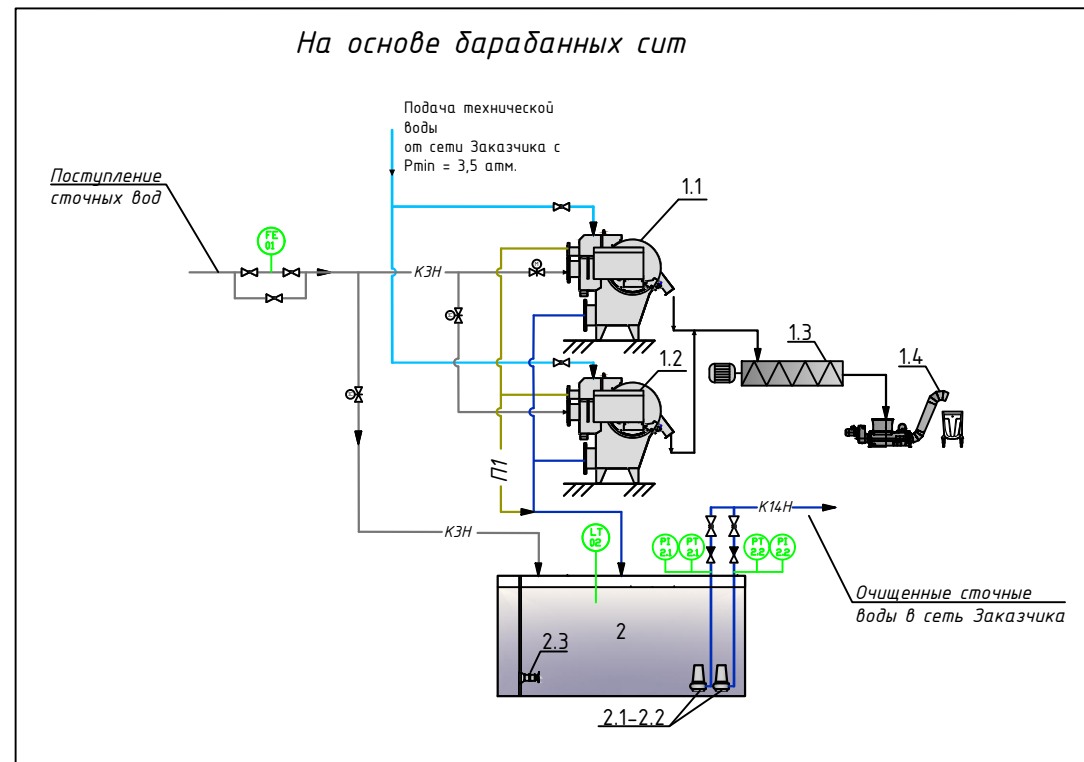 На основе барабанных сит
Подача технической
воды
от сети Заказчика с
Pmin = 3,5 атм.
Поступление
сточных вод
1.1
FE
01
К3Н
1.3
1.2
1.4
П1
К3Н
К14Н
LT
02
PI
2.1
PT
2.1
PT
2.2
PI
2.2
Очищенные сточные
воды в сеть Заказчика
2
2.3
2.1-2.2